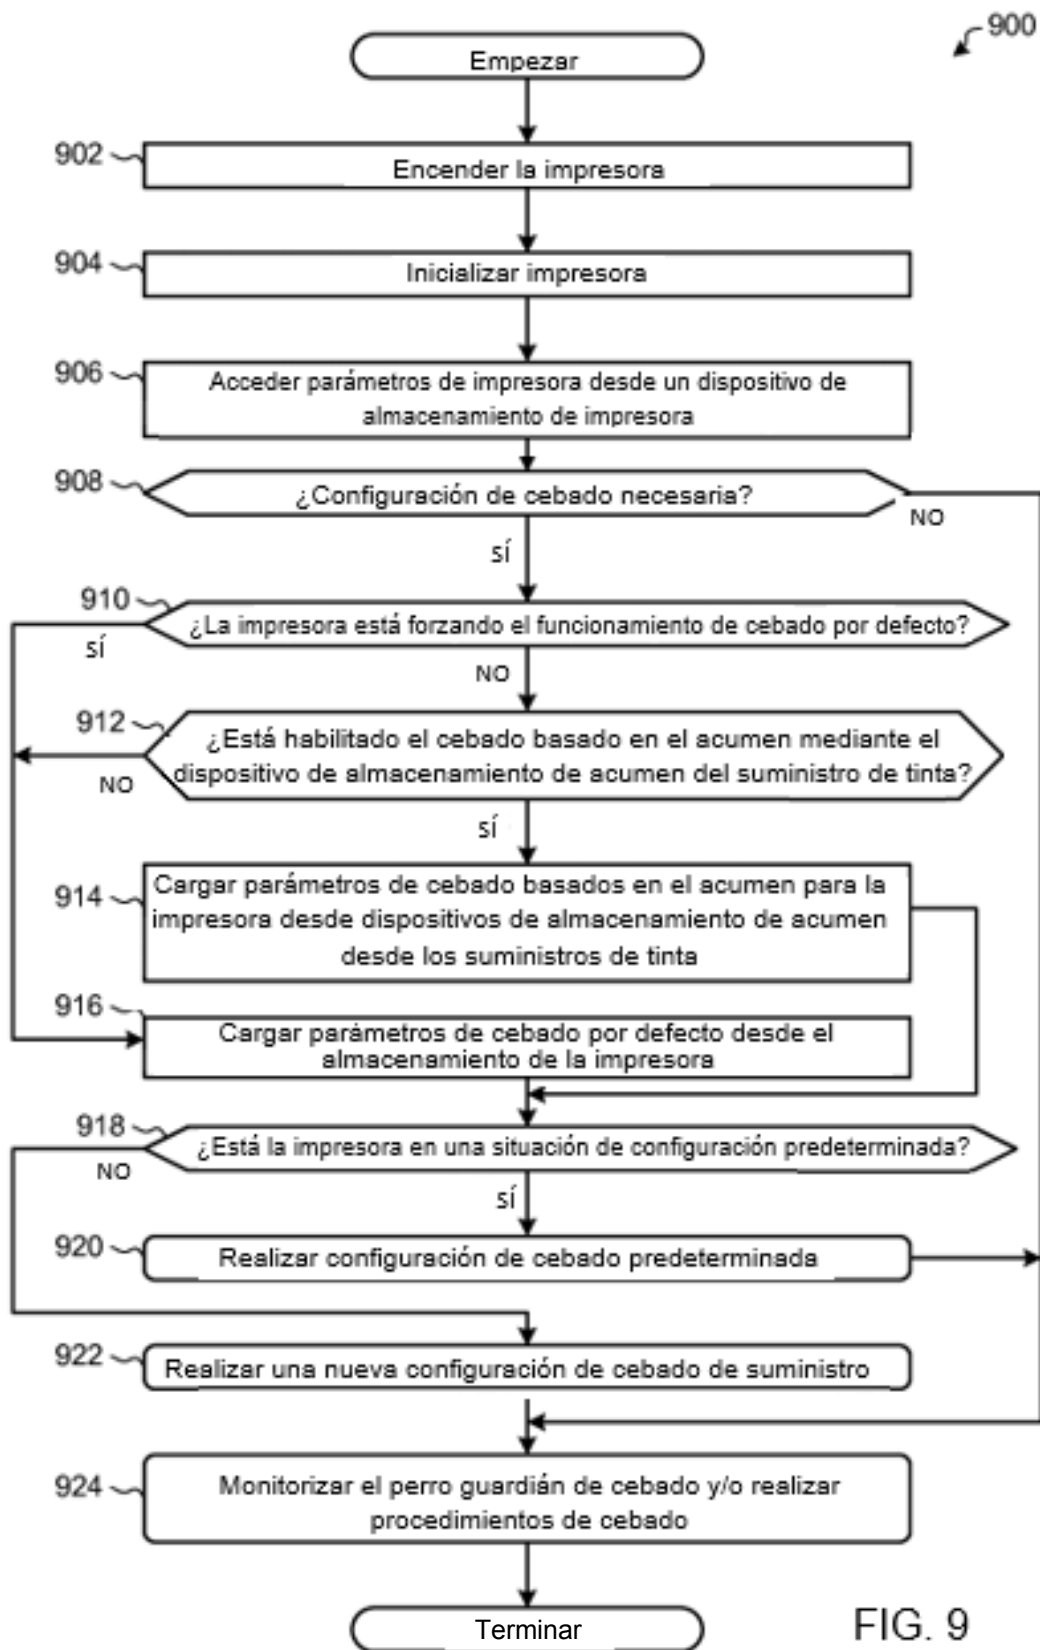 900
Empezar
902
Encender la impresora
904
Inicializar impresora
906
Acceder parámetros de impresora desde un dispositivo de
almacenamiento de impresora
908
¿Configuración de cebado necesaria?
NO
SÍ
910
¿La impresora está forzando el funcionamiento de cebado por defecto?
SÍ
NO
912
¿Está habilitado el cebado basado en el acumen mediante el
dispositivo de almacenamiento de acumen del suministro de tinta?
NO
SÍ
914
Cargar parámetros de cebado basados en el acumen para la
impresora desde dispositivos de almacenamiento de acumen
desde los suministros de tinta
916
Cargar parámetros de cebado por defecto desde el
almacenamiento de la impresora
918
¿Está la impresora en una situación de configuración predeterminada?
NO
SÍ
920
Realizar configuración de cebado predeterminada
922
Realizar una nueva configuración de cebado de suministro
924
Monitorizar el perro guardián de cebado y/o realizar
procedimientos de cebado
Terminar
FIG. 9